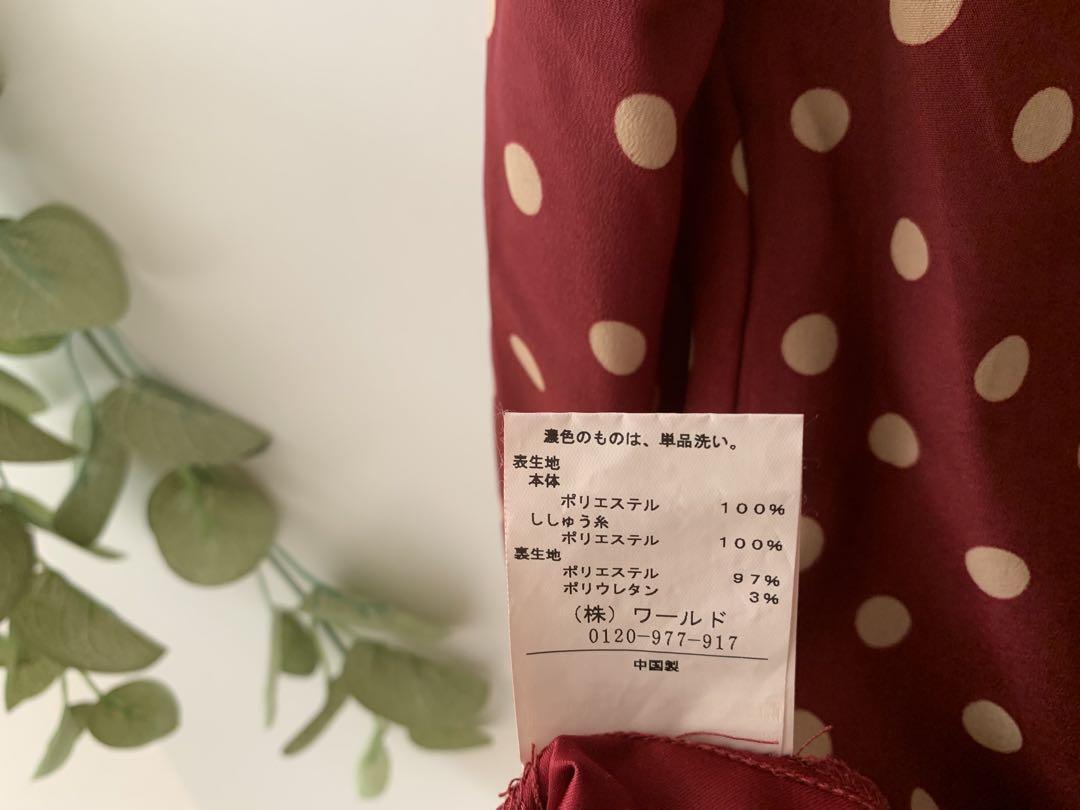 濃色のものは、単品洗い。
表生地
本体
ポリエステル 100%
ししゅう糸
ポリエステル 100%
裏生地
ポリエステル 97%
ポリウレタン 3%
（株）ワールド
0120-977-917
中国製